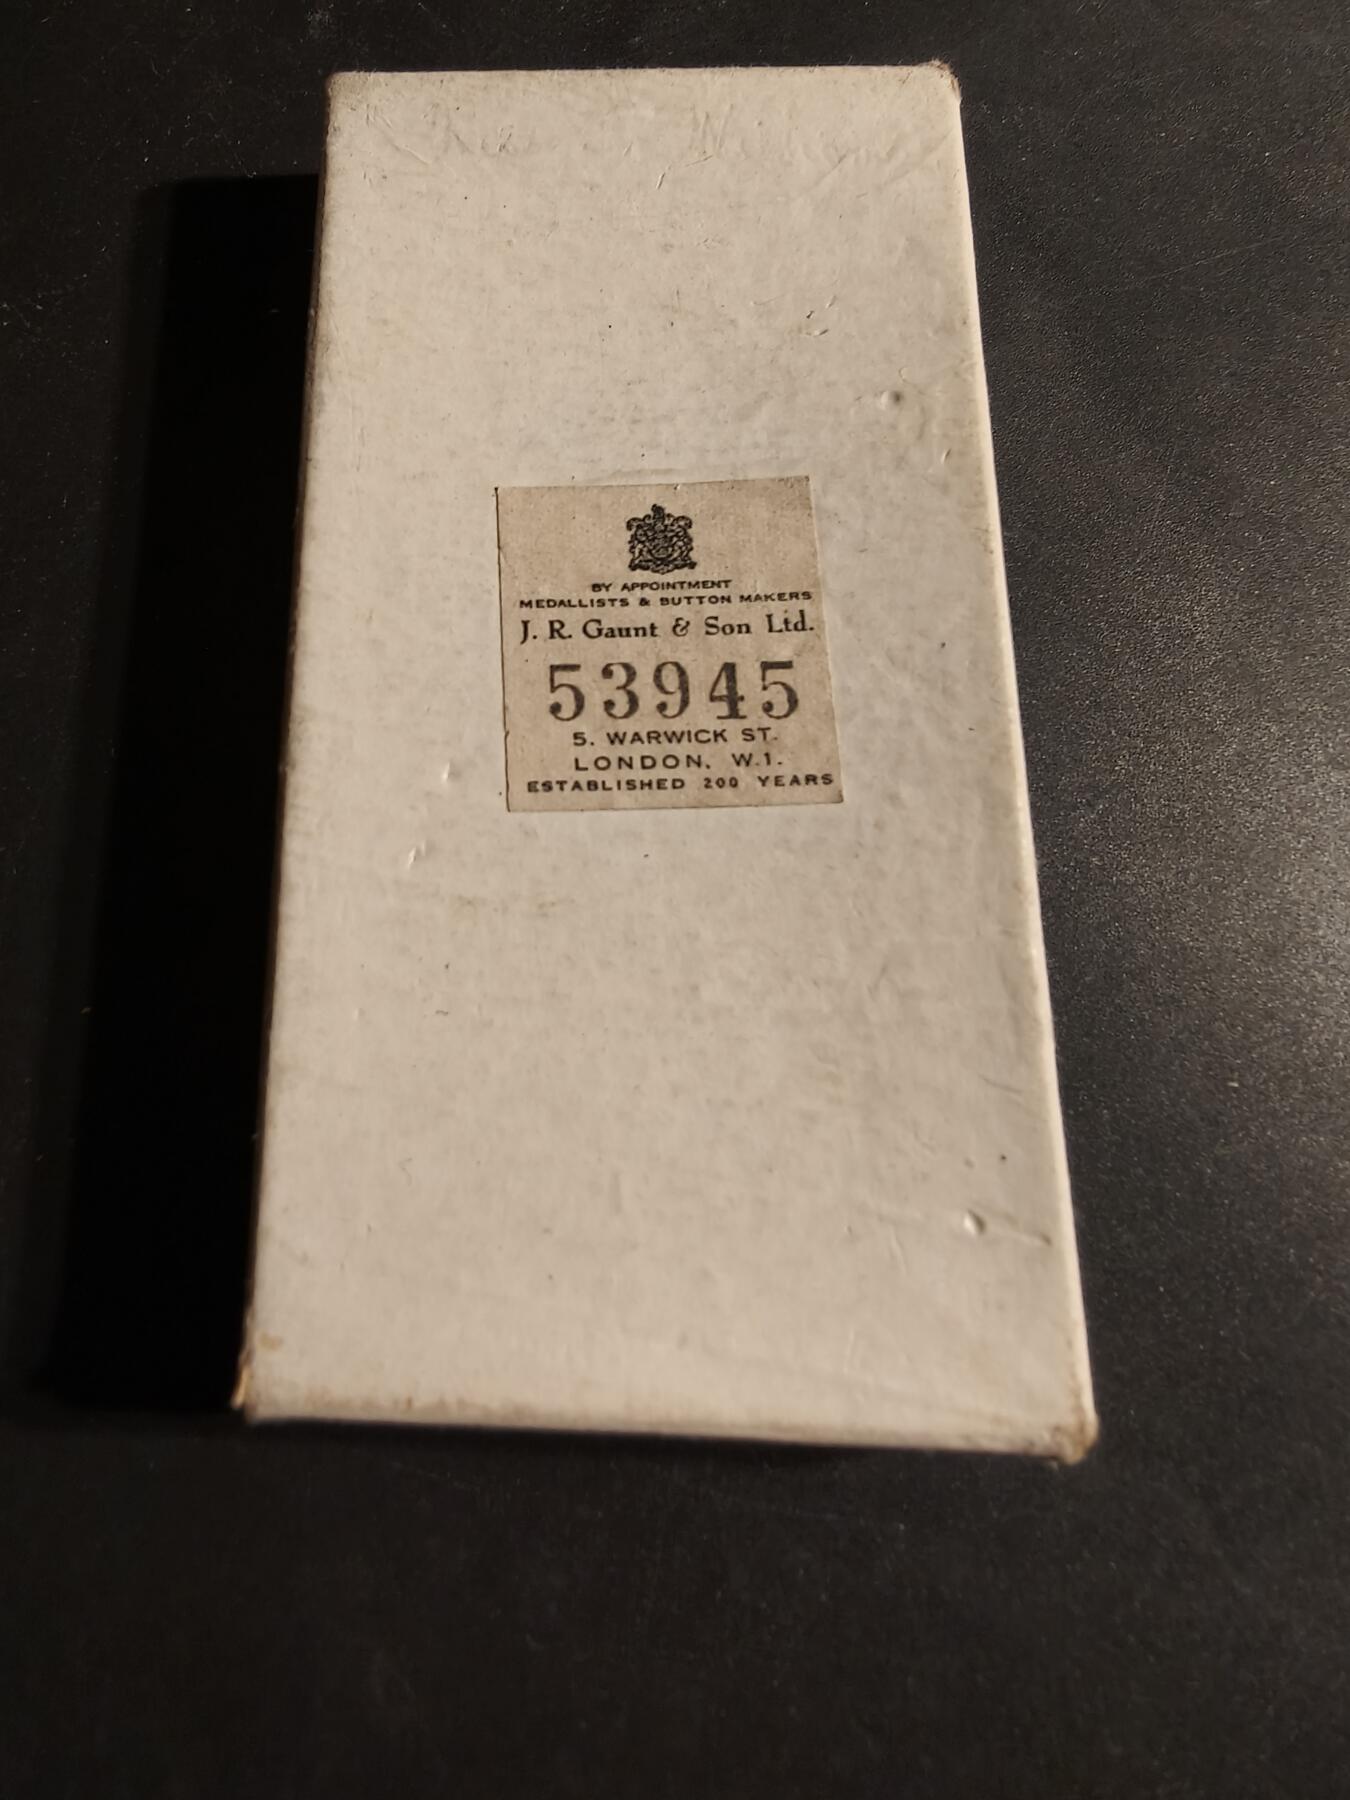 BY APPOINTMENT
MEDALLISTS & BUTTON MAKERS
J. R. Gaunt & Son Ltd.
53945
5. WARWICK ST.
LONDON, W.1.
ESTABLISHED 200 YEARS